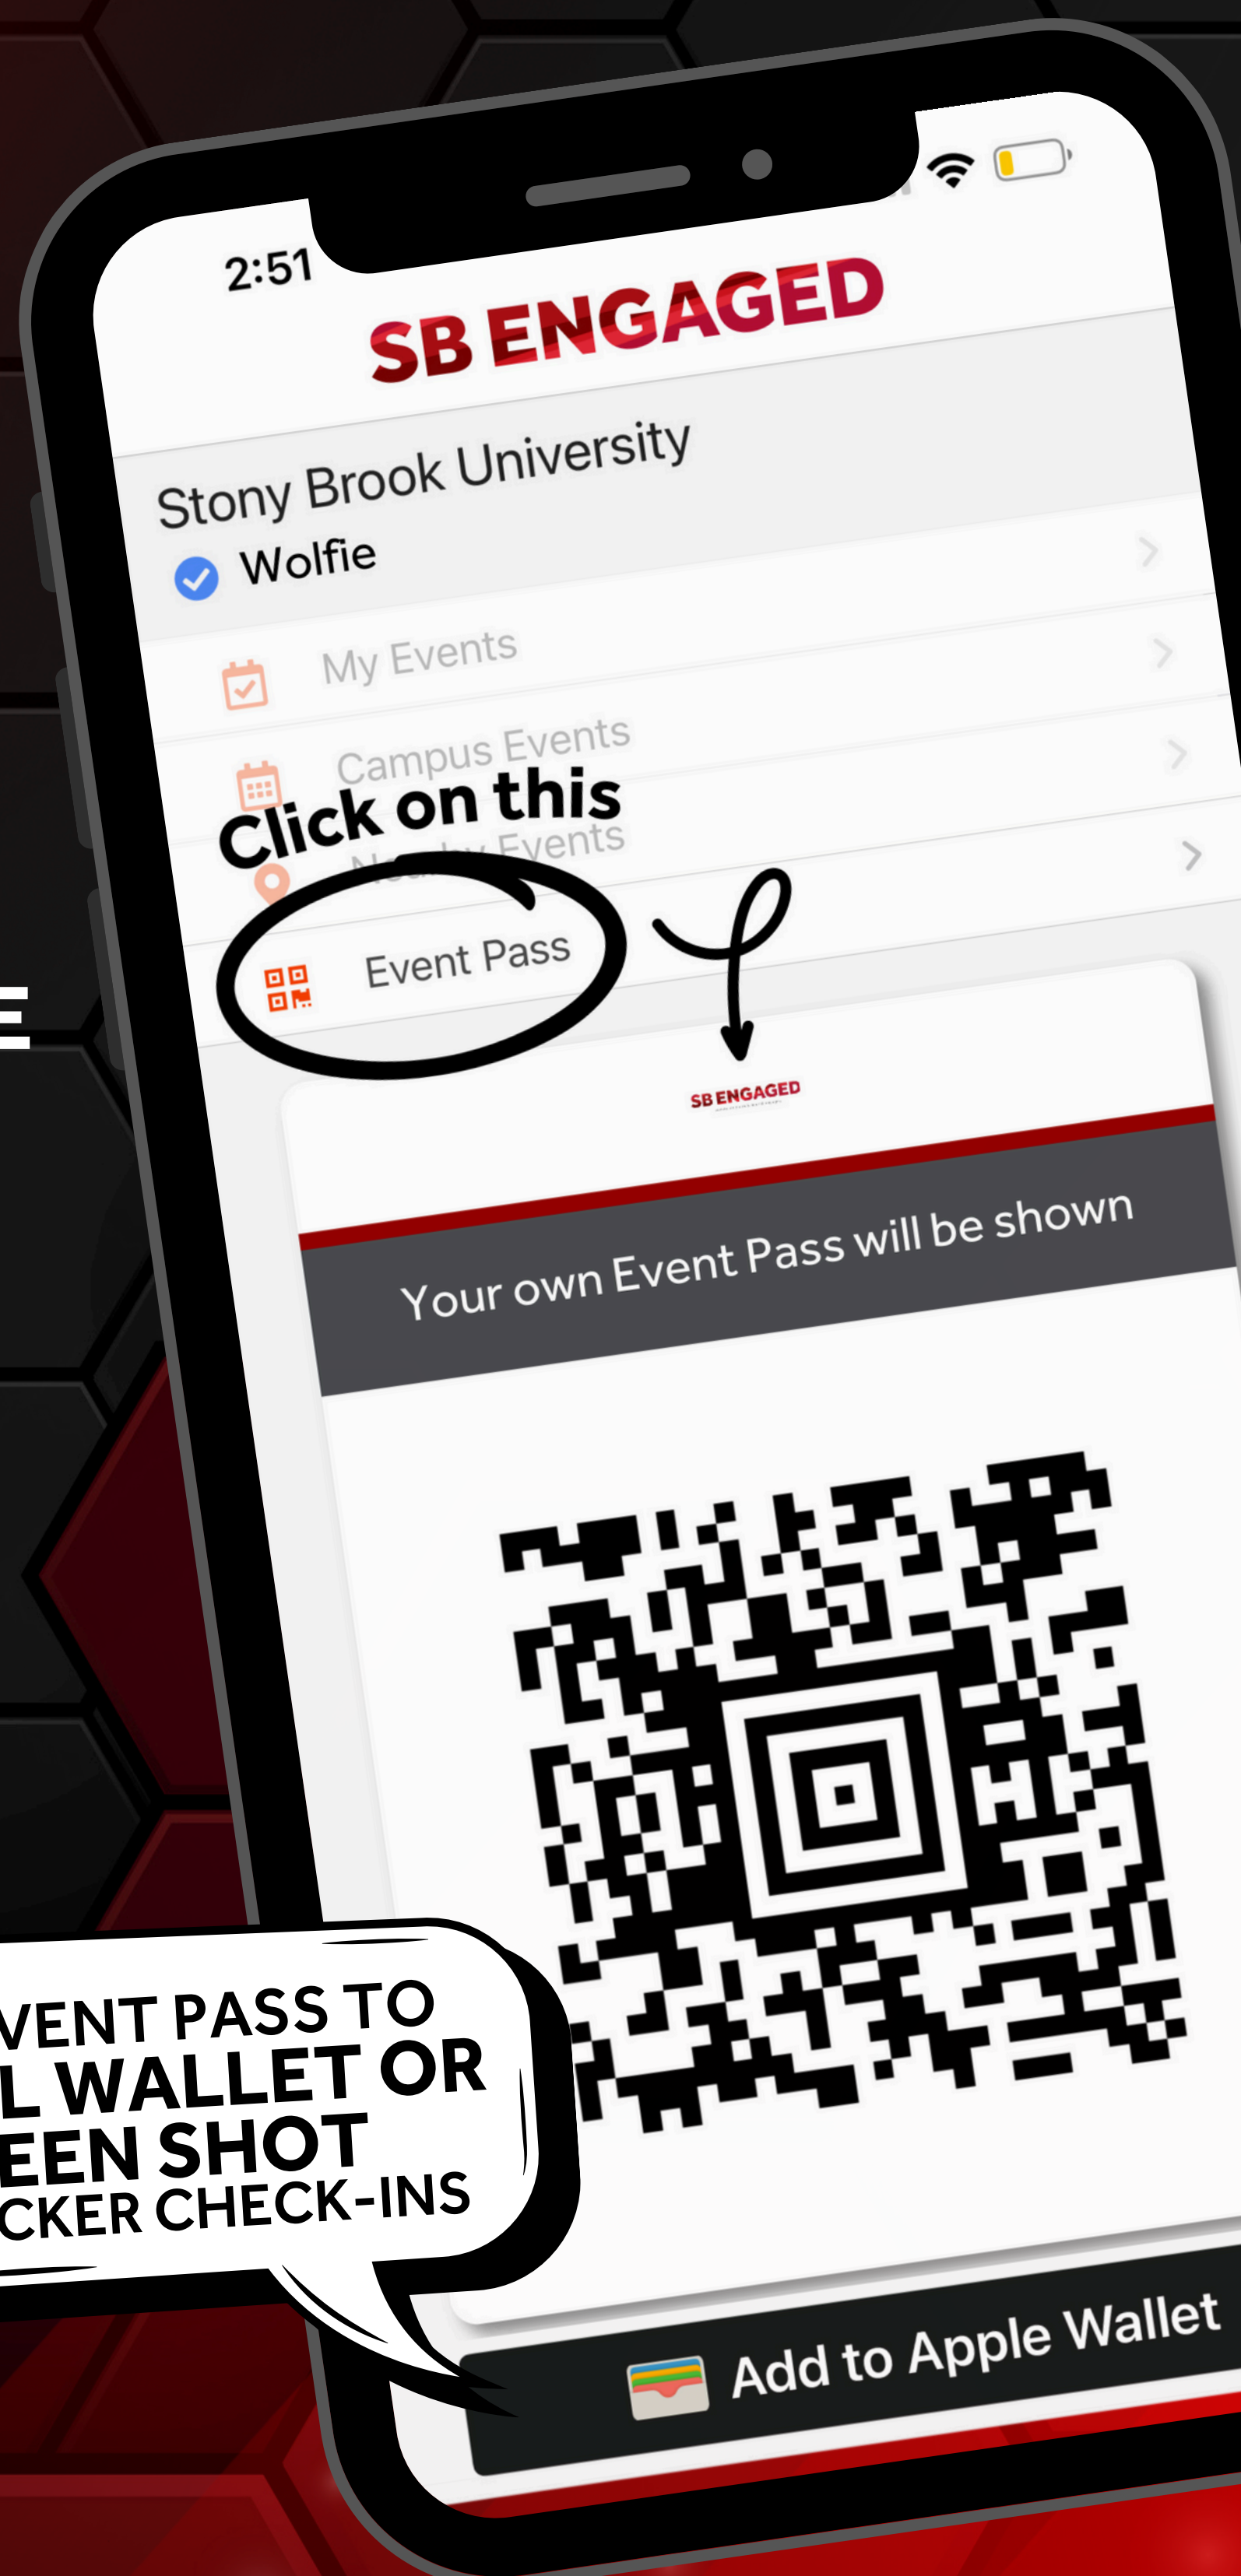 2:51
SB ENGAGED
Stony Brook University
Wolfie
My Events
Campus Events
Click on this
Nearby Events
Event Pass
E
SB ENGAGED
Your own Event Pass will be shown
VENT PASS TO
L WALLET OR
EEN SHOT
CKER CHECK-INS
Add to Apple Wallet